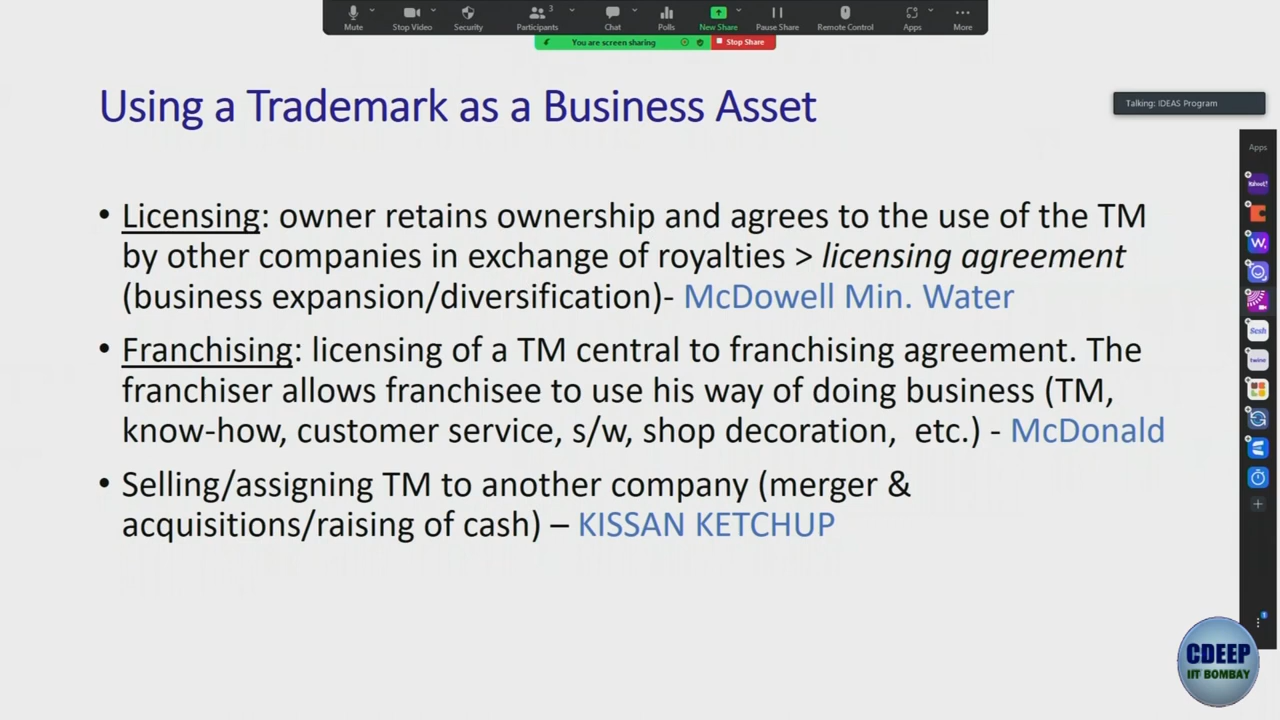 Mute
Stop Video
Security
Participants
3
Chat
Polls
New Share
Pause Share
Remote Control
Apps
More
You are screen sharing
Stop Share
Using a Trademark as a Business Asset
Talking: IDEAS Program
Apps
• Licensing: owner retains ownership and agrees to the use of the TM
by other companies in exchange of royalties > licensing agreement
(business expansion/diversification)- McDowell Min. Water
• Franchising: licensing of a TM central to franchising agreement. The
franchiser allows franchisee to use his way of doing business (TM,
know-how, customer service, s/w, shop decoration, etc.) - McDonald
• Selling/assigning TM to another company (merger &
acquisitions/raising of cash) – KISSAN KETCHUP
CDEEP
IIT BOMBAY